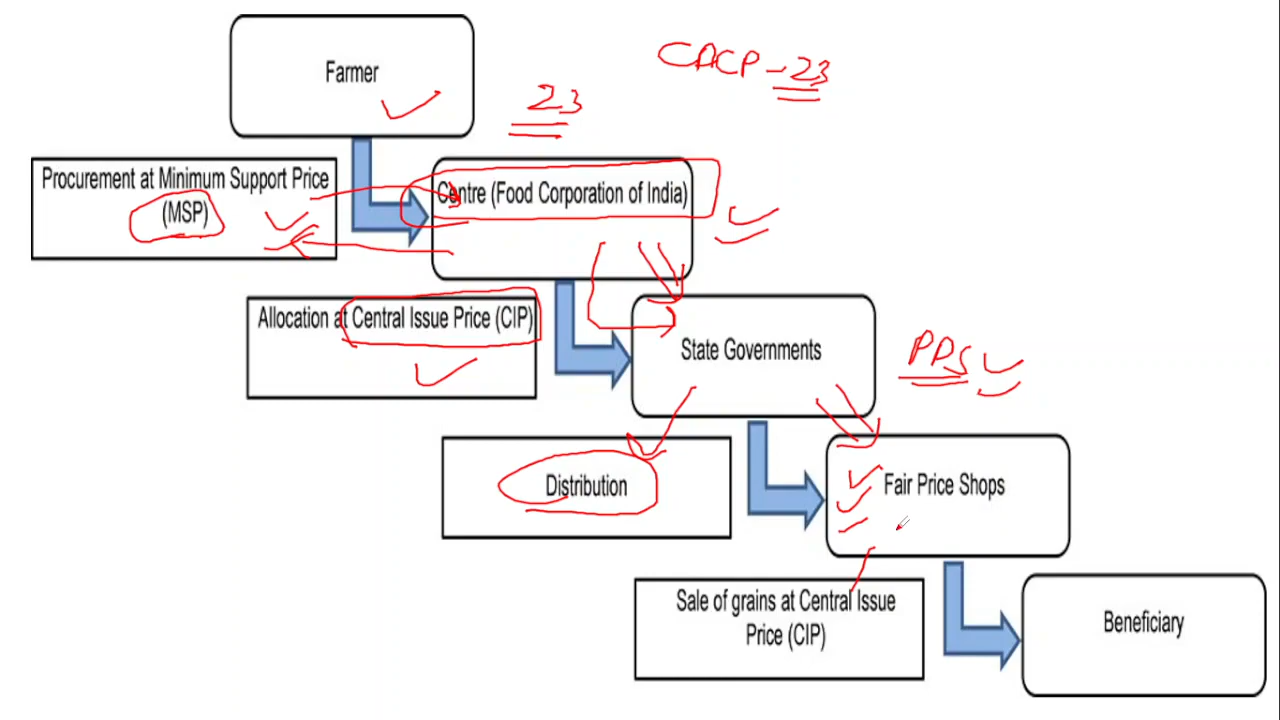 Farmer
CACP - 23
23
Procurement at Minimum Support Price
(MSP)
Centre (Food Corporation of India)
Allocation at Central Issue Price (CIP)
State Governments
PPS
Distribution
Fair Price Shops
Sale of grains at Central Issue
Price (CIP)
Beneficiary